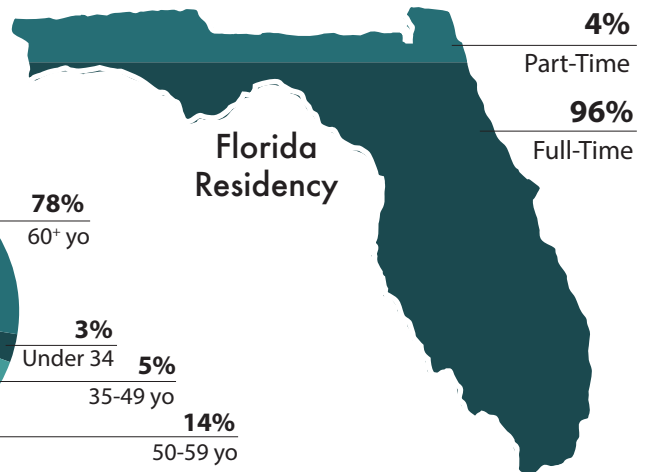 4%
Part-Time
96%
Full-Time
Florida
Residency
78%
60+ yo
3%
Under 34
5%
35-49 yo
14%
50-59 yo